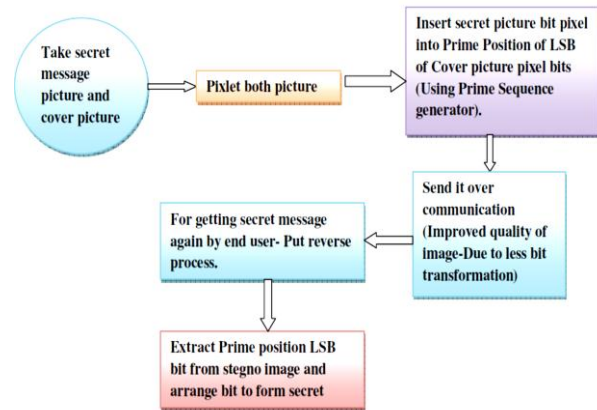 Take secret
message
picture and
cover picture
Pixlet both picture
Insert secret picture bit pixel
into Prime Position of LSB
of Cover picture pixel bits
(Using Prime Sequence
generator).
Send it over
communication
(Improved quality of
image-Due to less bit
transformation)
For getting secret message
again by end user- Put reverse
process.
Extract Prime position LSB
bit from stegno image and
arrange bit to form secret